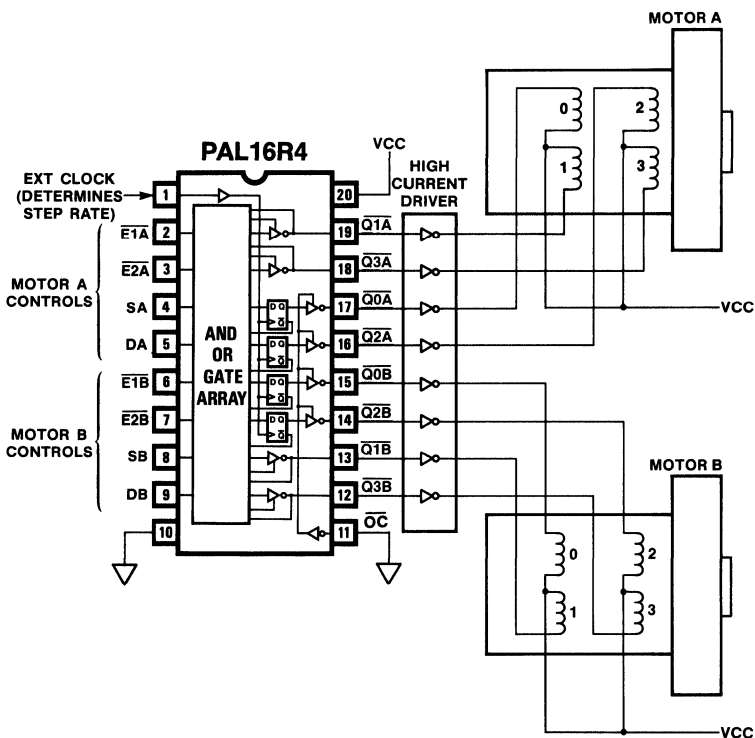 MOTOR A
0
2
1
3
VCC
PAL16R4
VCC
HIGH
CURRENT
DRIVER
EXT CLOCK
(DETERMINES
STEP RATE)
1
20
E1A
2
19
Q1A
E2A
3
18
Q3A
MOTOR A
CONTROLS
SA
4
D Q
Q
17
Q0A
DA
5
D Q
Q
16
Q2A
AND
OR
GATE
ARRAY
E1B
6
D Q
Q
15
Q0B
E2B
7
D Q
Q
14
Q2B
MOTOR B
CONTROLS
SB
8
13
Q1B
DB
9
12
Q3B
10
11
OC
MOTOR B
0
2
1
3
VCC